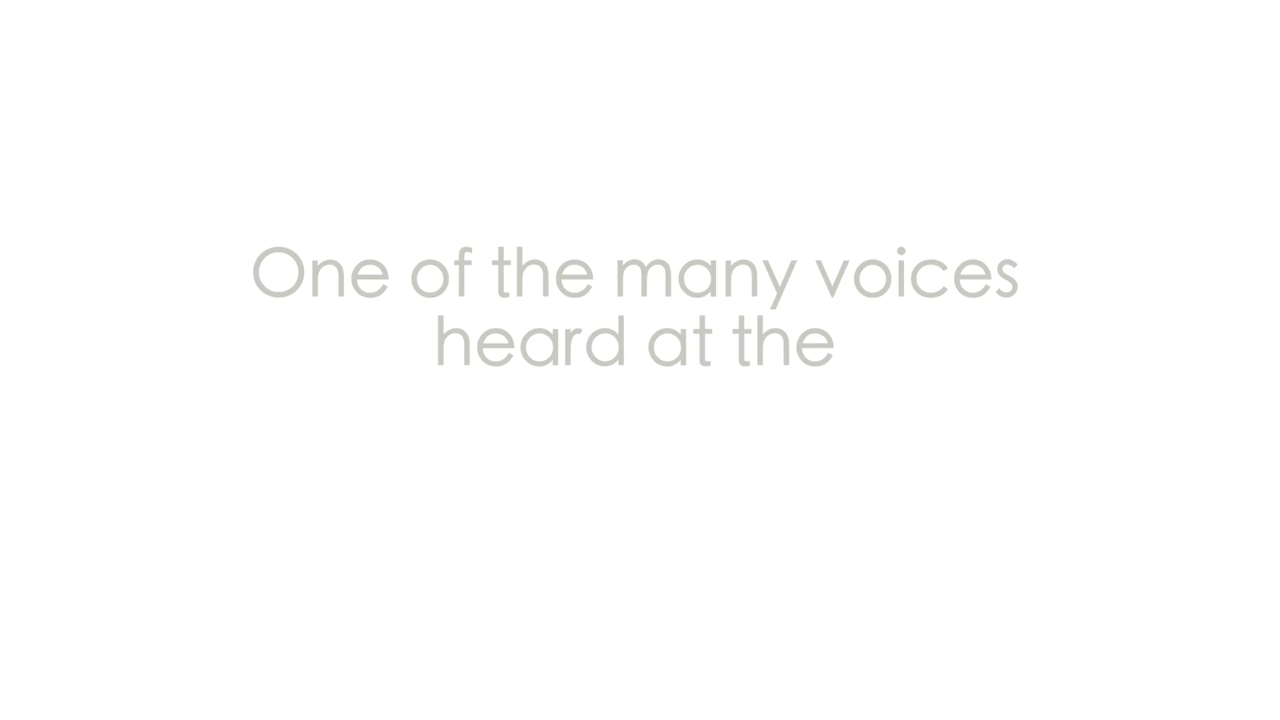 One of the many voices
heard at the